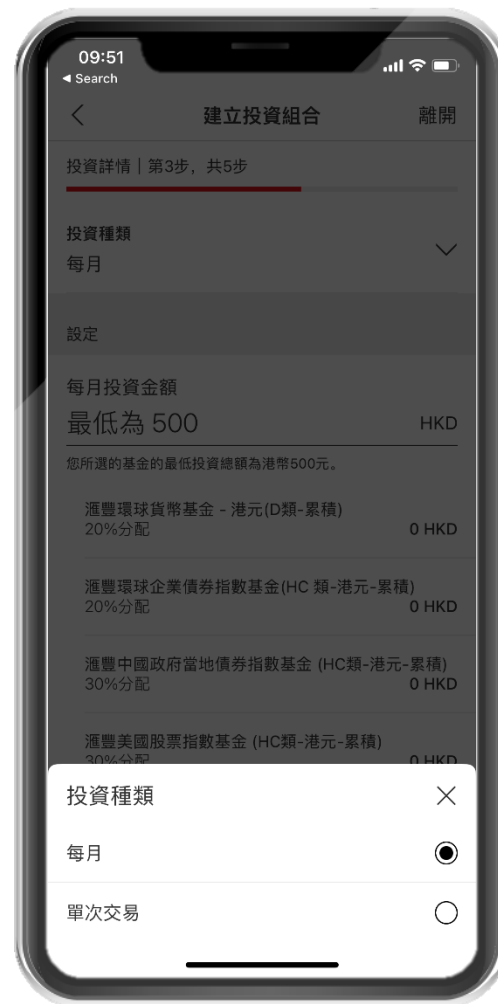 09:51
◀ Search
建立投資組合
離開
投資詳情｜第3步，共5步
投資種類
每月
設定
每月投資金額
最低為 500
HKD
您所選的基金的最低投資總額為港幣500元。
滙豐環球貨幣基金 - 港元(D類-累積)
20%分配
0 HKD
滙豐環球企業債券指數基金(HC 類-港元-累積)
20%分配
0 HKD
滙豐中國政府當地債券指數基金 (HC類-港元-累積)
30%分配
0 HKD
滙豐美國股票指數基金 (HC類-港元-累積)
30%分配
0 HKD
投資種類
每月
單次交易